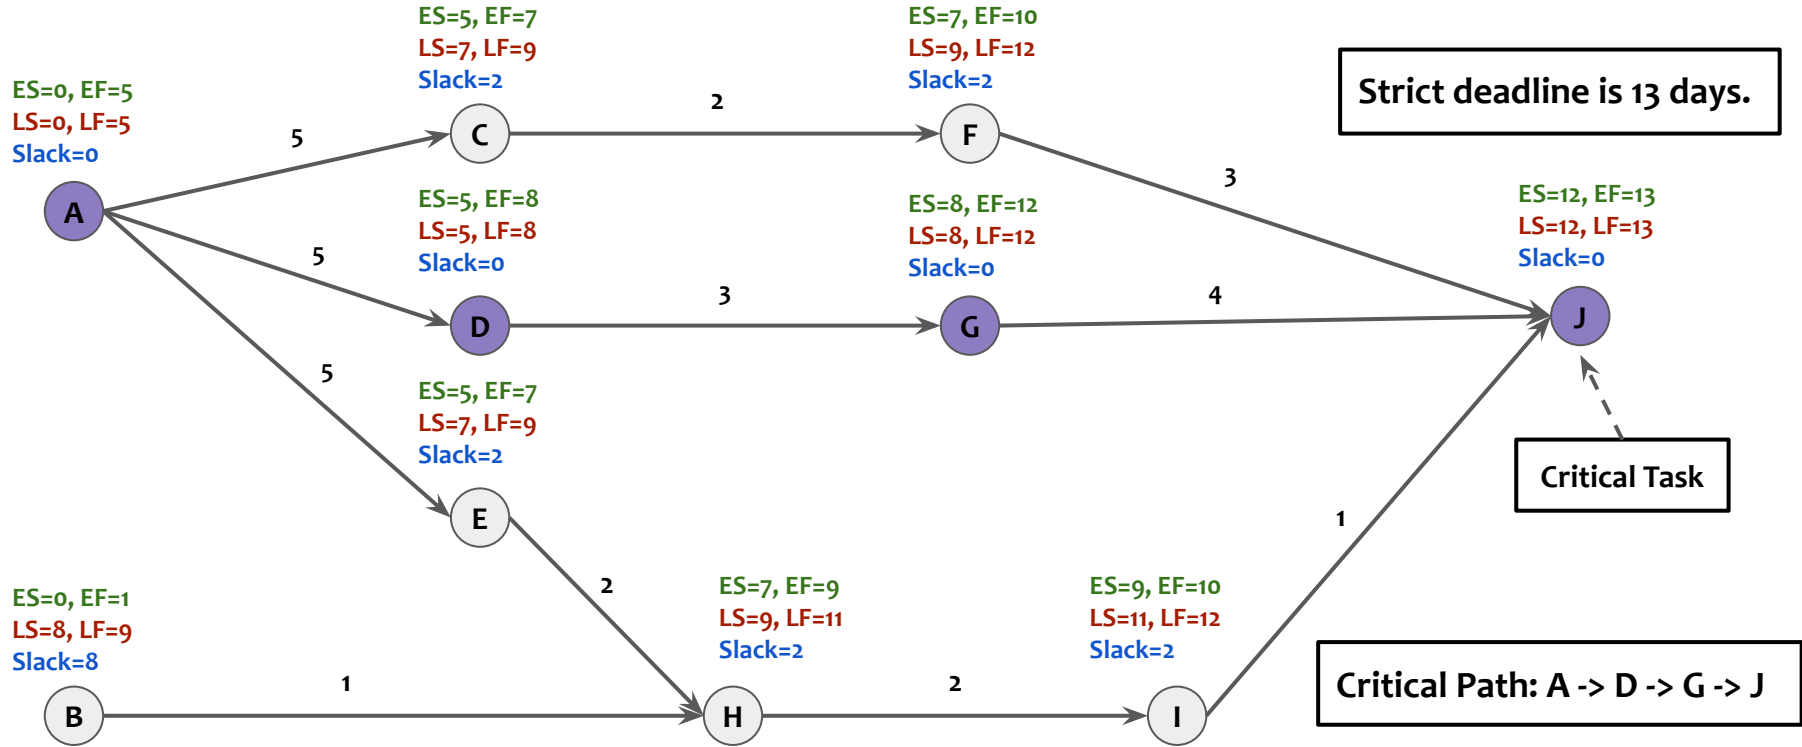 ES=5, EF=7
LS=7, LF=9
Slack=2
ES=7, EF=10
LS=9, LF=12
Slack=2
Strict deadline is 13 days.
ES=0, EF=5
LS=0, LF=5
Slack=0
5
C
2
F
A
ES=5, EF=8
LS=5, LF=8
Slack=0
ES=8, EF=12
LS=8, LF=12
Slack=0
3
ES=12, EF=13
LS=12, LF=13
Slack=0
5
D
3
G
4
J
5
ES=5, EF=7
LS=7, LF=9
Slack=2
Critical Task
E
1
2
ES=0, EF=1
LS=8, LF=9
Slack=8
ES=7, EF=9
LS=9, LF=11
Slack=2
ES=9, EF=10
LS=11, LF=12
Slack=2
B
1
H
2
I
Critical Path: A -> D -> G -> J